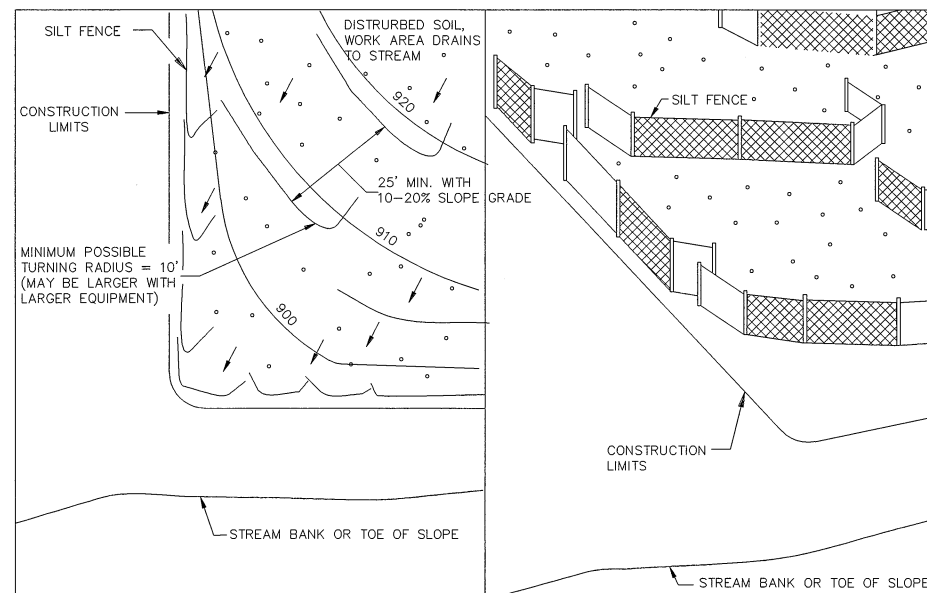 SILT FENCE
DISTRURBED SOIL,
WORK AREA DRAINS
TO STREAM
CONSTRUCTION
LIMITS
920
25' MIN. WITH
10–20% SLOPE GRADE
910
MINIMUM POSSIBLE
TURNING RADIUS = 10'
(MAY BE LARGER WITH
LARGER EQUIPMENT)
900
STREAM BANK OR TOE OF SLOPE
SILT FENCE
CONSTRUCTION
LIMITS
STREAM BANK OR TOE OF SLOPE